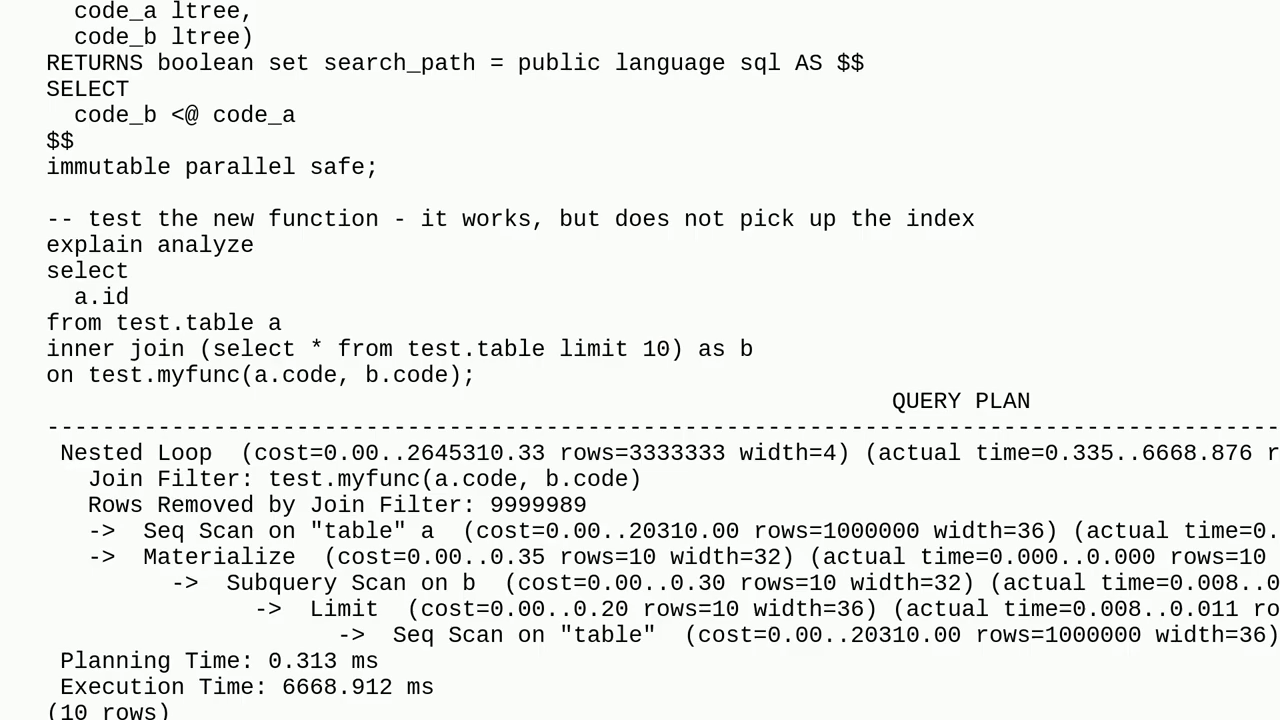 code_a ltree,
code_b ltree)
RETURNS boolean set search_path = public language sql AS $$
SELECT
code_b <@ code_a
$$
immutable parallel safe;
-- test the new function - it works, but does not pick up the index
explain analyze
select
a.id
from test.table a
inner join (select * from test.table limit 10) as b
on test.myfunc(a.code, b.code);
QUERY PLAN
-----------------------------------------------------------------------------------------
Nested Loop  (cost=0.00..2645310.33 rows=3333333 width=4) (actual time=0.335..6668.876 r
Join Filter: test.myfunc(a.code, b.code)
Rows Removed by Join Filter: 9999989
->  Seq Scan on "table" a  (cost=0.00..20310.00 rows=1000000 width=36) (actual time=0.
->  Materialize  (cost=0.00..0.35 rows=10 width=32) (actual time=0.000..0.000 rows=10
->  Subquery Scan on b  (cost=0.00..0.30 rows=10 width=32) (actual time=0.008..0
->  Limit  (cost=0.00..0.20 rows=10 width=36) (actual time=0.008..0.011 ro
->  Seq Scan on "table"  (cost=0.00..20310.00 rows=1000000 width=36)
Planning Time: 0.313 ms
Execution Time: 6668.912 ms
(10 rows)